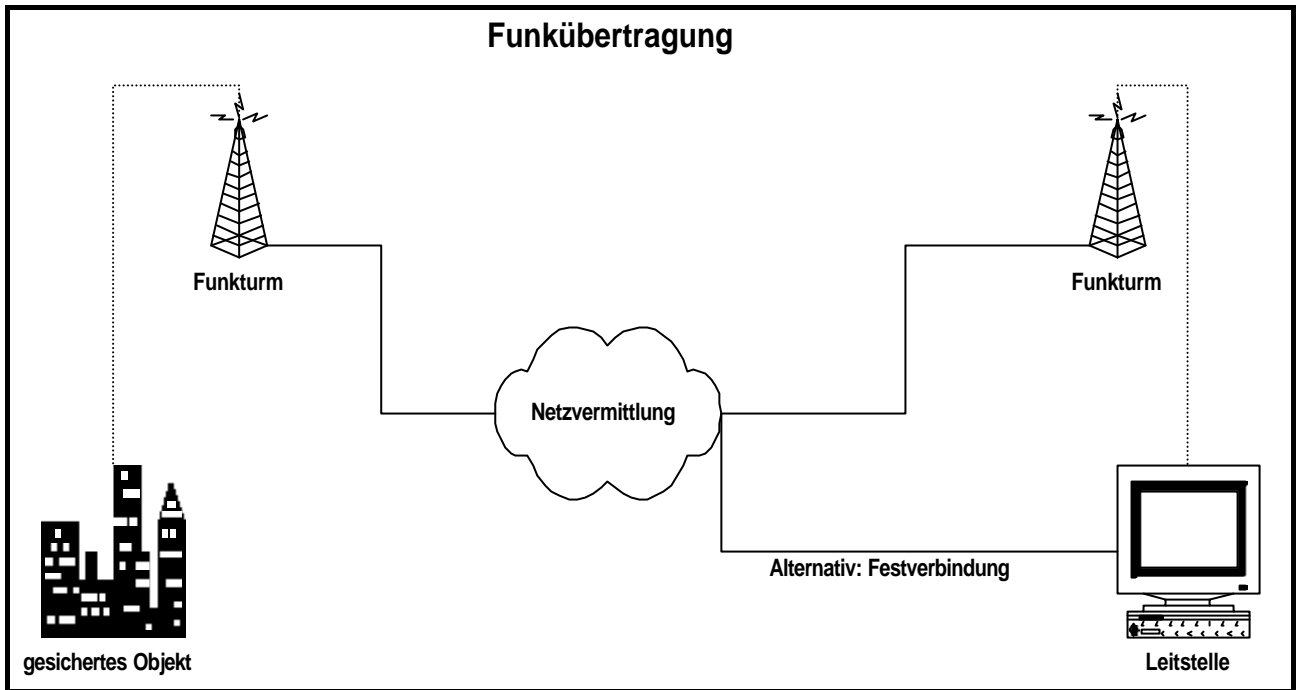 Funkübertragung
Funkturm
Funkturm
Netzvermittlung
Alternativ: Festverbindung
gesichertes Objekt
Leitstelle